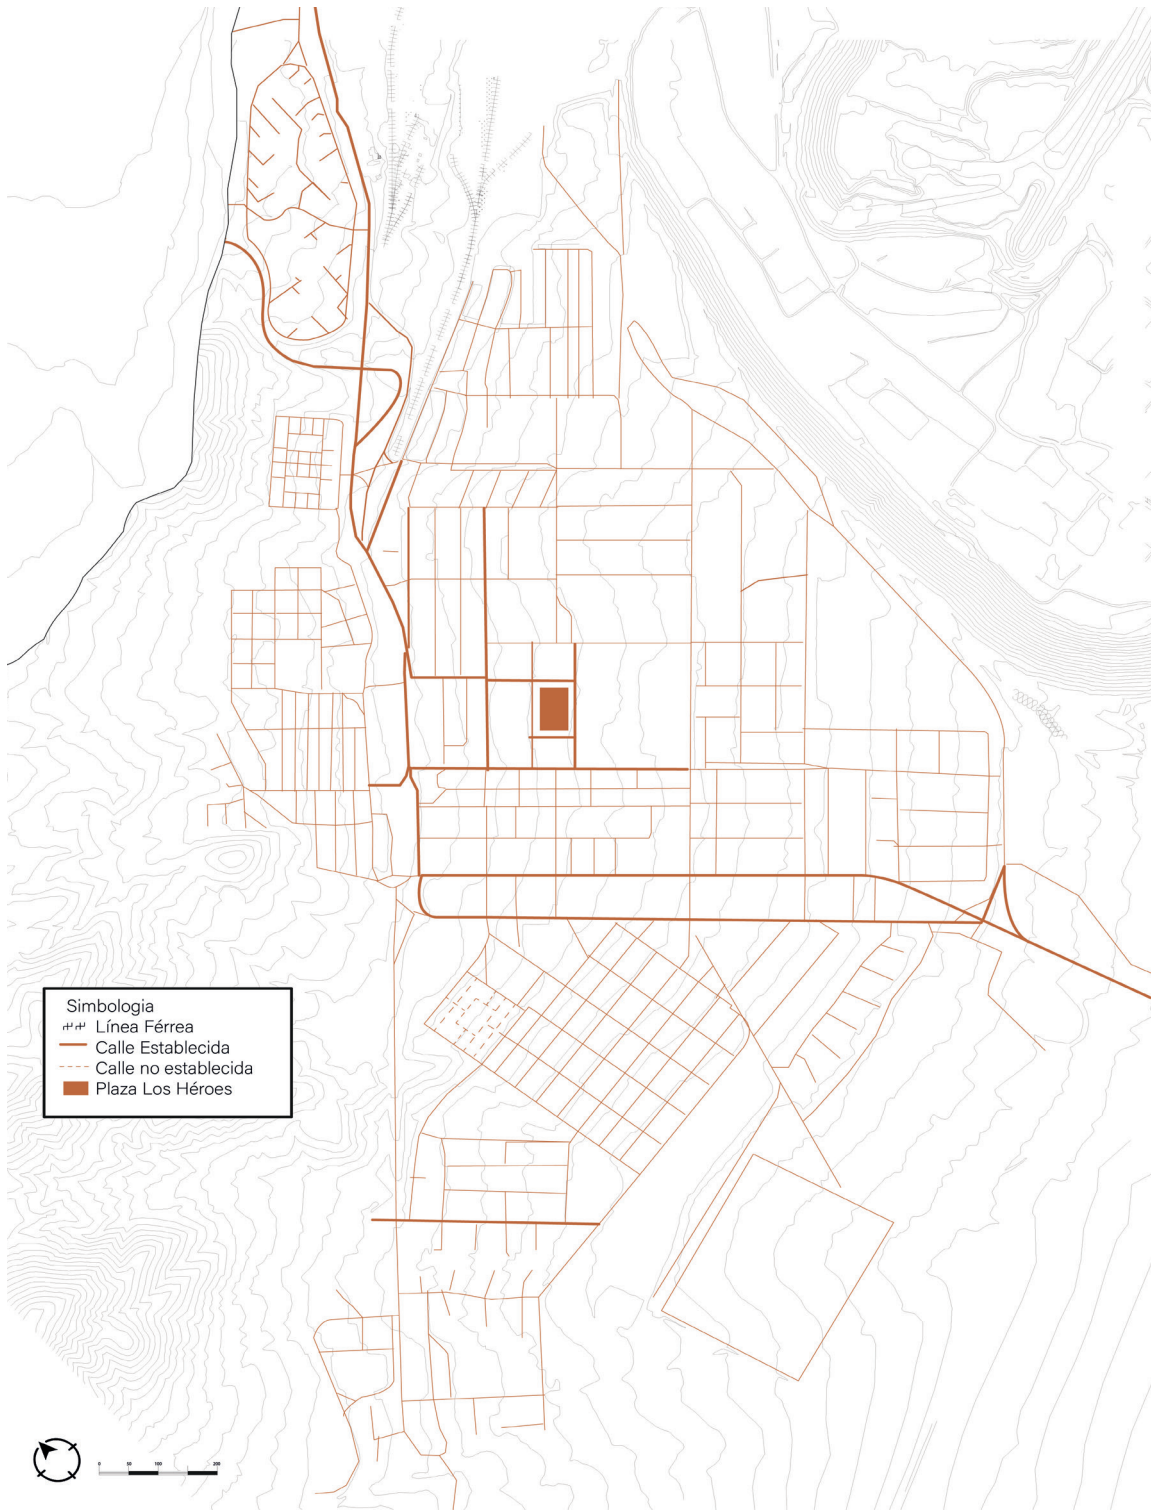 Simbologia
Línea Férrea
Calle Establecida
Calle no establecida
Plaza Los Héroes
0 50 100 200